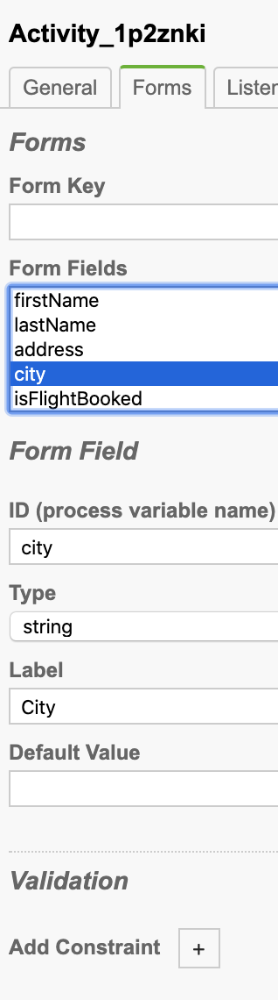 Activity_1p2znki
General Forms Lister
Forms
Form Key
Form Fields
firstName
lastName
address
city
isFlightBooked
Form Field
ID (process variable name)
city
Type
string
Label
City
Default Value
Validation
Add Constraint +